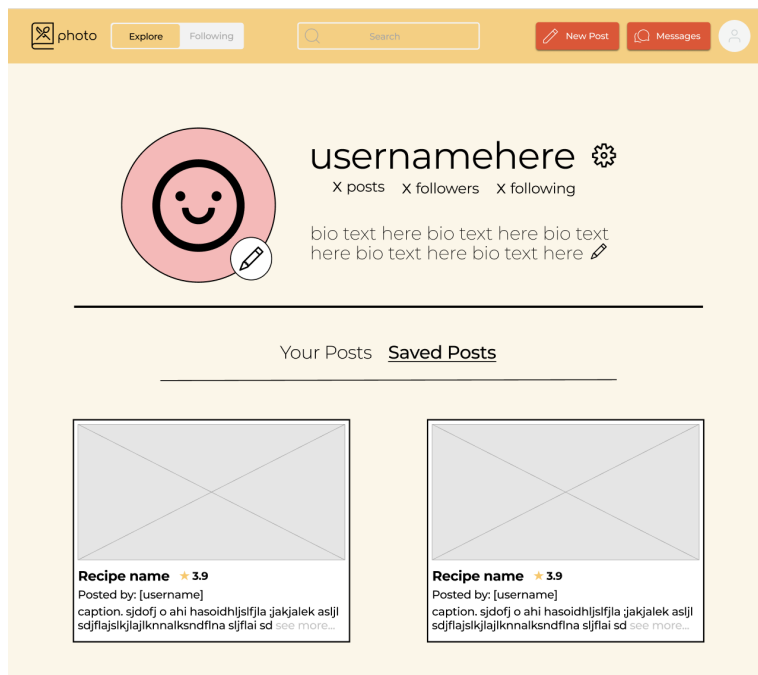 photo
Explore
Following
Search
New Post
Messages
usernamehere
X posts X followers X following
bio text here bio text here bio text
here bio text here bio text here
Your Posts Saved Posts
Recipe name ★ 3.9
Posted by: [username]
caption. sjdofj o ahi hasoidhljslfjla ;jakjalek asljl
sdjflajslkjlajlknnalksndflna sljflai sd see more...
Recipe name ★ 3.9
Posted by: [username]
caption. sjdofj o ahi hasoidhljslfjla ;jakjalek asljl
sdjflajslkjlajlknnalksndflna sljflai sd see more...